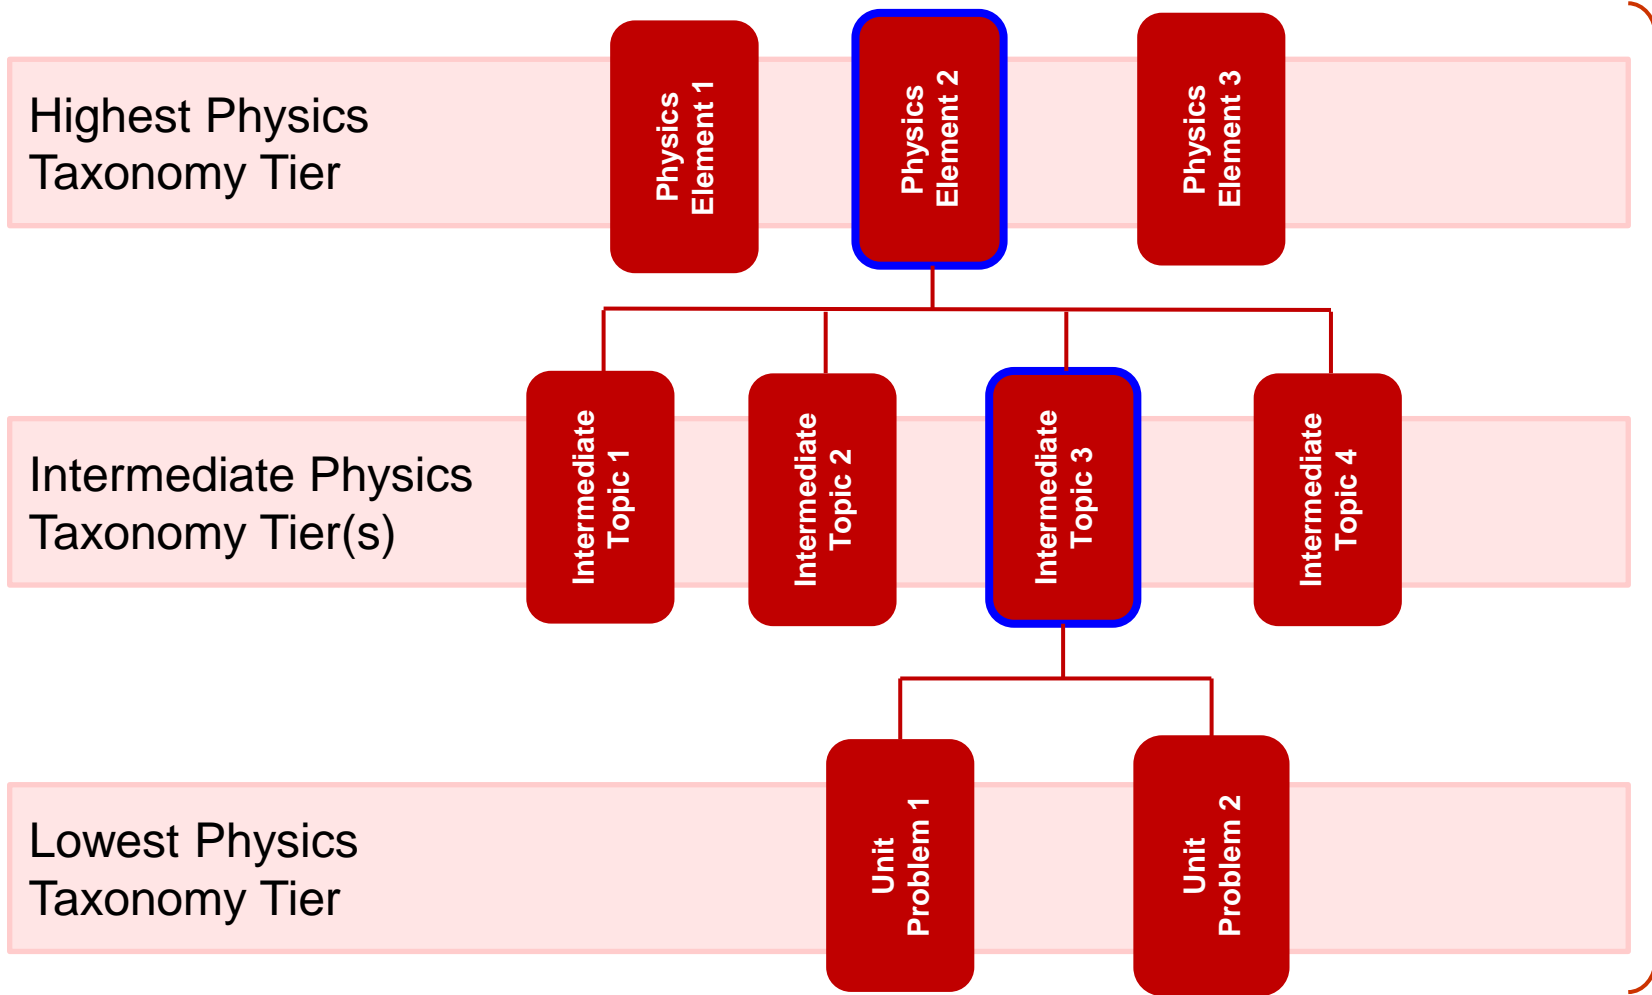 Highest Physics
Taxonomy Tier
Physics
Element 1
Physics
Element 2
Physics
Element 3
Intermediate Physics
Taxonomy Tier(s)
Intermediate
Topic 1
Intermediate
Topic 2
Intermediate
Topic 3
Intermediate
Topic 4
Lowest Physics
Taxonomy Tier
Unit
Problem 1
Unit
Problem 2